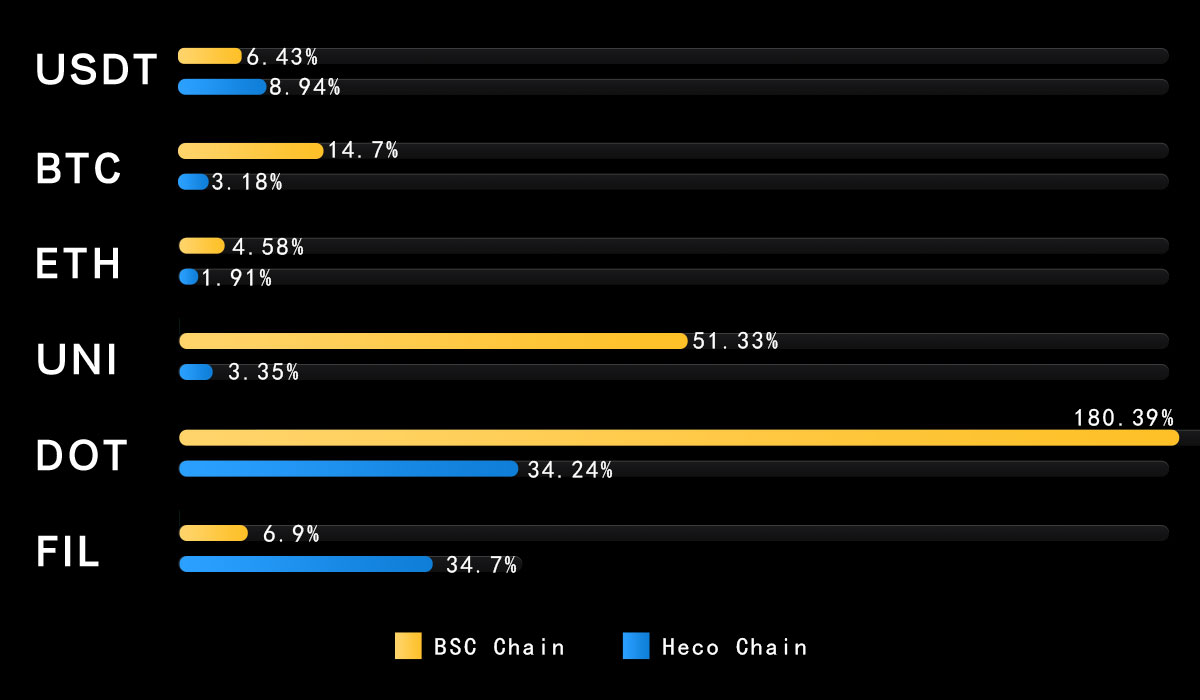 USDT
6.43%
8.94%
BTC
14.7%
3.18%
ETH
4.58%
1.91%
UNI
51.33%
3.35%
DOT
180.39%
34.24%
FIL
6.9%
34.7%
BSC Chain Heco Chain